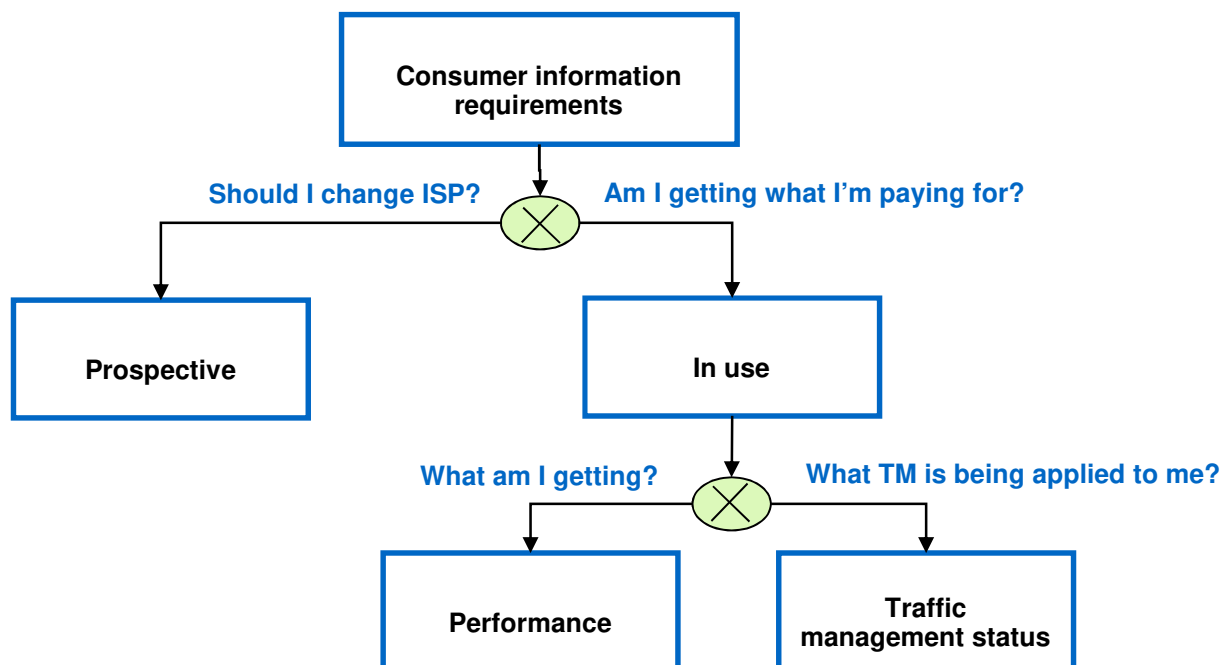 Consumer information
requirements
Should I change ISP?
Am I getting what I’m paying for?
Prospective
In use
What am I getting?
What TM is being applied to me?
Performance
Traffic
management status